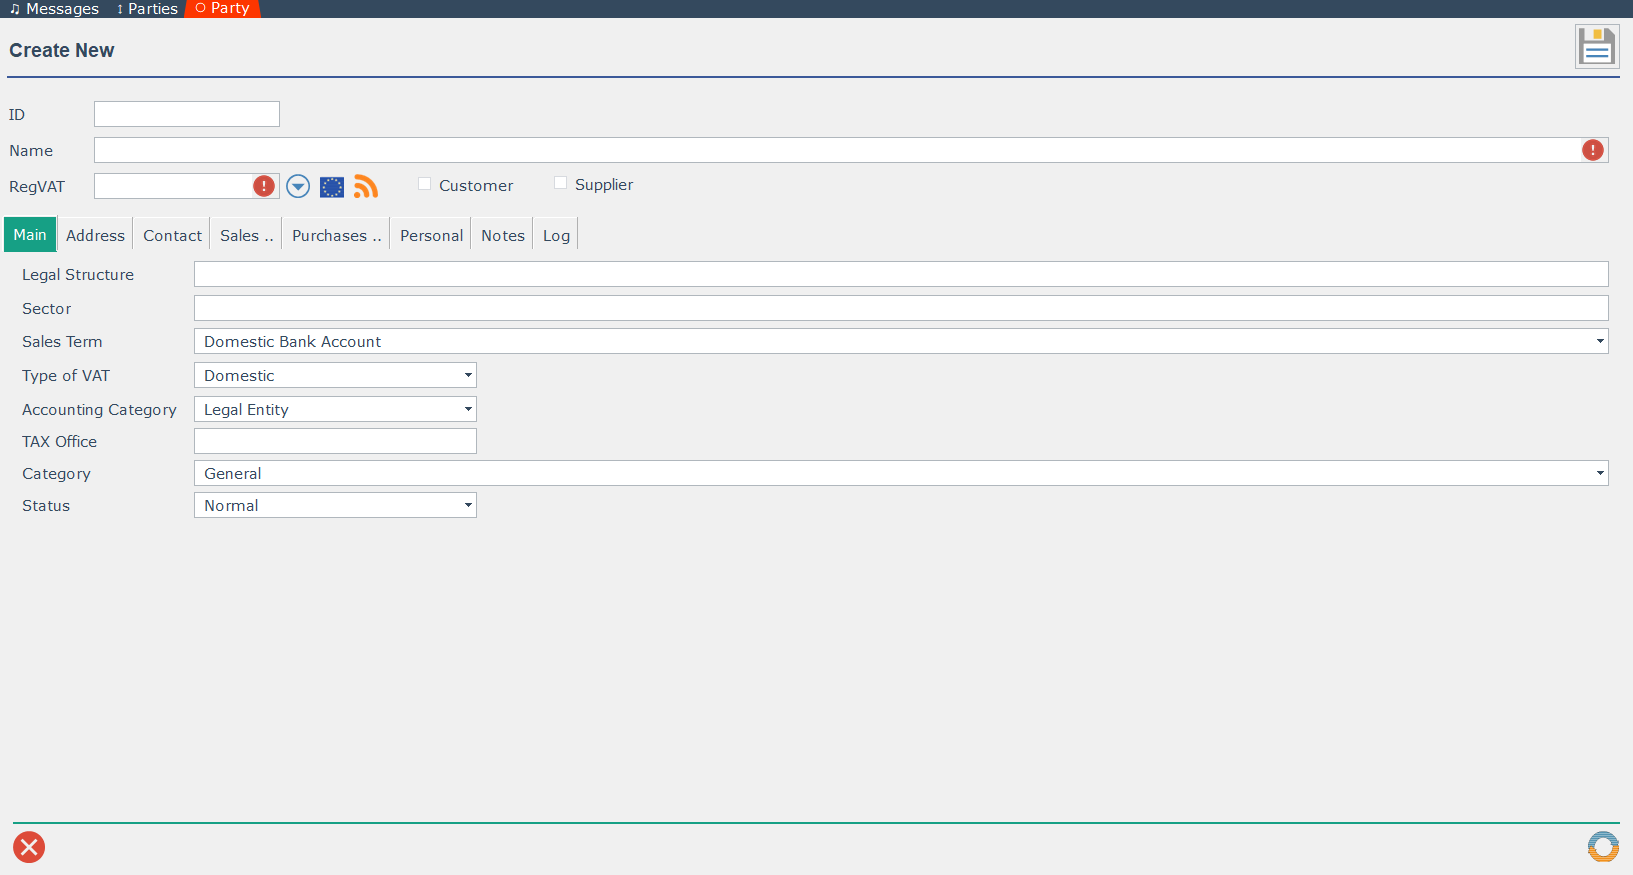 ♫ Messages ↕ Parties ○ Party
Create New
ID
Name
RegVAT Customer Supplier
Main Address Contact Sales .. Purchases .. Personal Notes Log
Legal Structure
Sector
Sales Term Domestic Bank Account
Type of VAT Domestic
Accounting Category Legal Entity
TAX Office
Category General
Status Normal